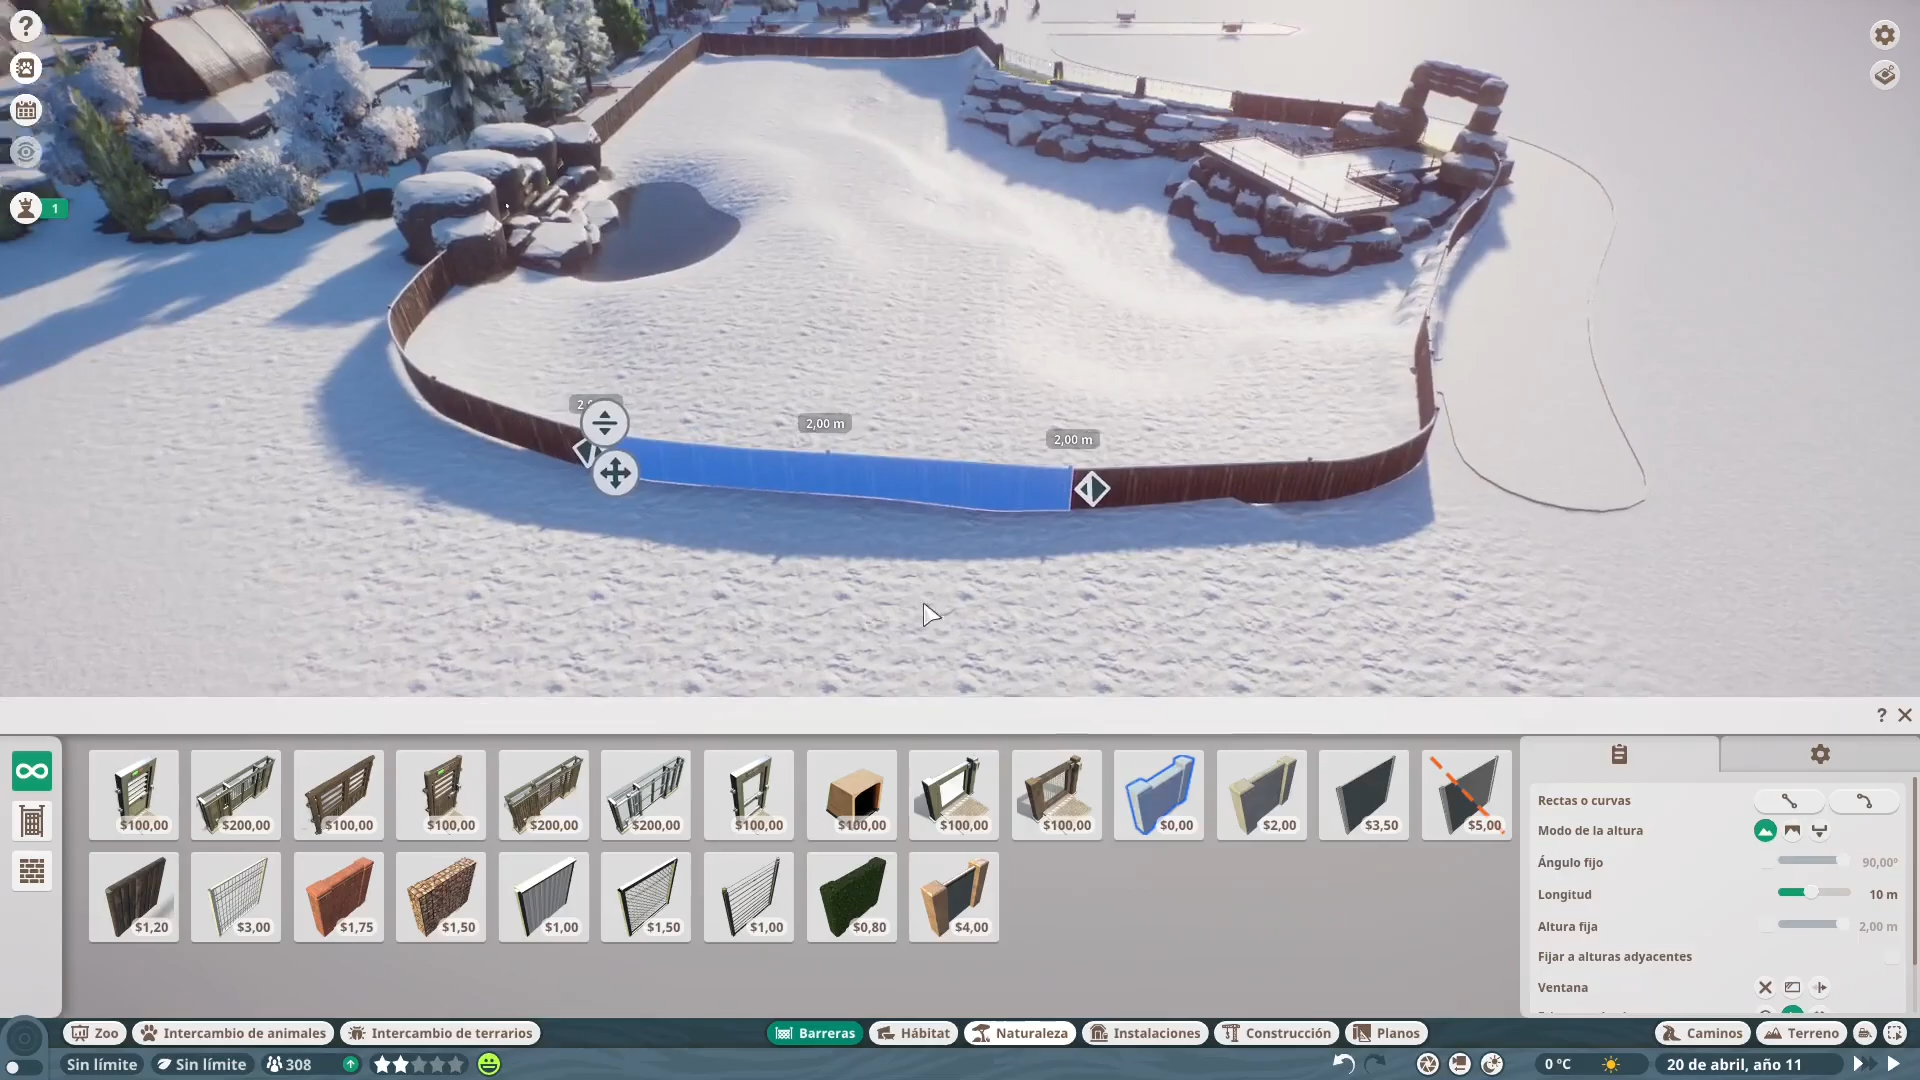 ?
1
2,00 m
2,00 m
?
$100,00 $200,00 $100,00 $100,00 $200,00 $200,00 $100,00 $100,00 $100,00 $100,00 $0,00 $2,00 $3,50 $5,00
$1,20 $3,00 $1,75 $1,50 $1,00 $1,50 $1,00 $0,80 $4,00
Rectas o curvas
Modo de la altura
Ángulo fijo 90,00º
Longitud 10 m
Altura fija 2,00 m
Fijar a alturas adyacentes
Ventana
Zoo Intercambio de animales Intercambio de terrarios Barreras Hábitat Naturaleza Instalaciones Construcción Planos Caminos Terreno
Sin límite Sin límite 308 0 ºC 20 de abril, año 11